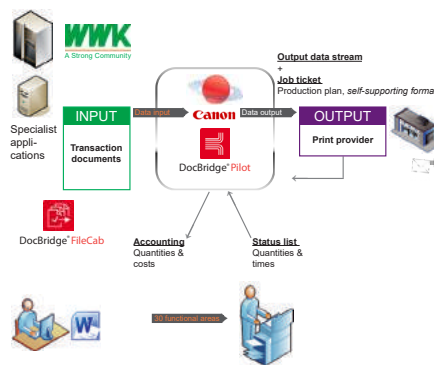 WWK
A Strong Community
Output data stream
+
Job ticket
Production plan, self-supporting forma
INPUT
Data input
Canon
Data output
OUTPUT
Specialist
appli-
cations
Transaction
documents
Print provider
DocBridge® Pilot
DocBridge® FileCab
Accounting
Quantities &
costs
Status list
Quantities &
times
W
30 functional areas